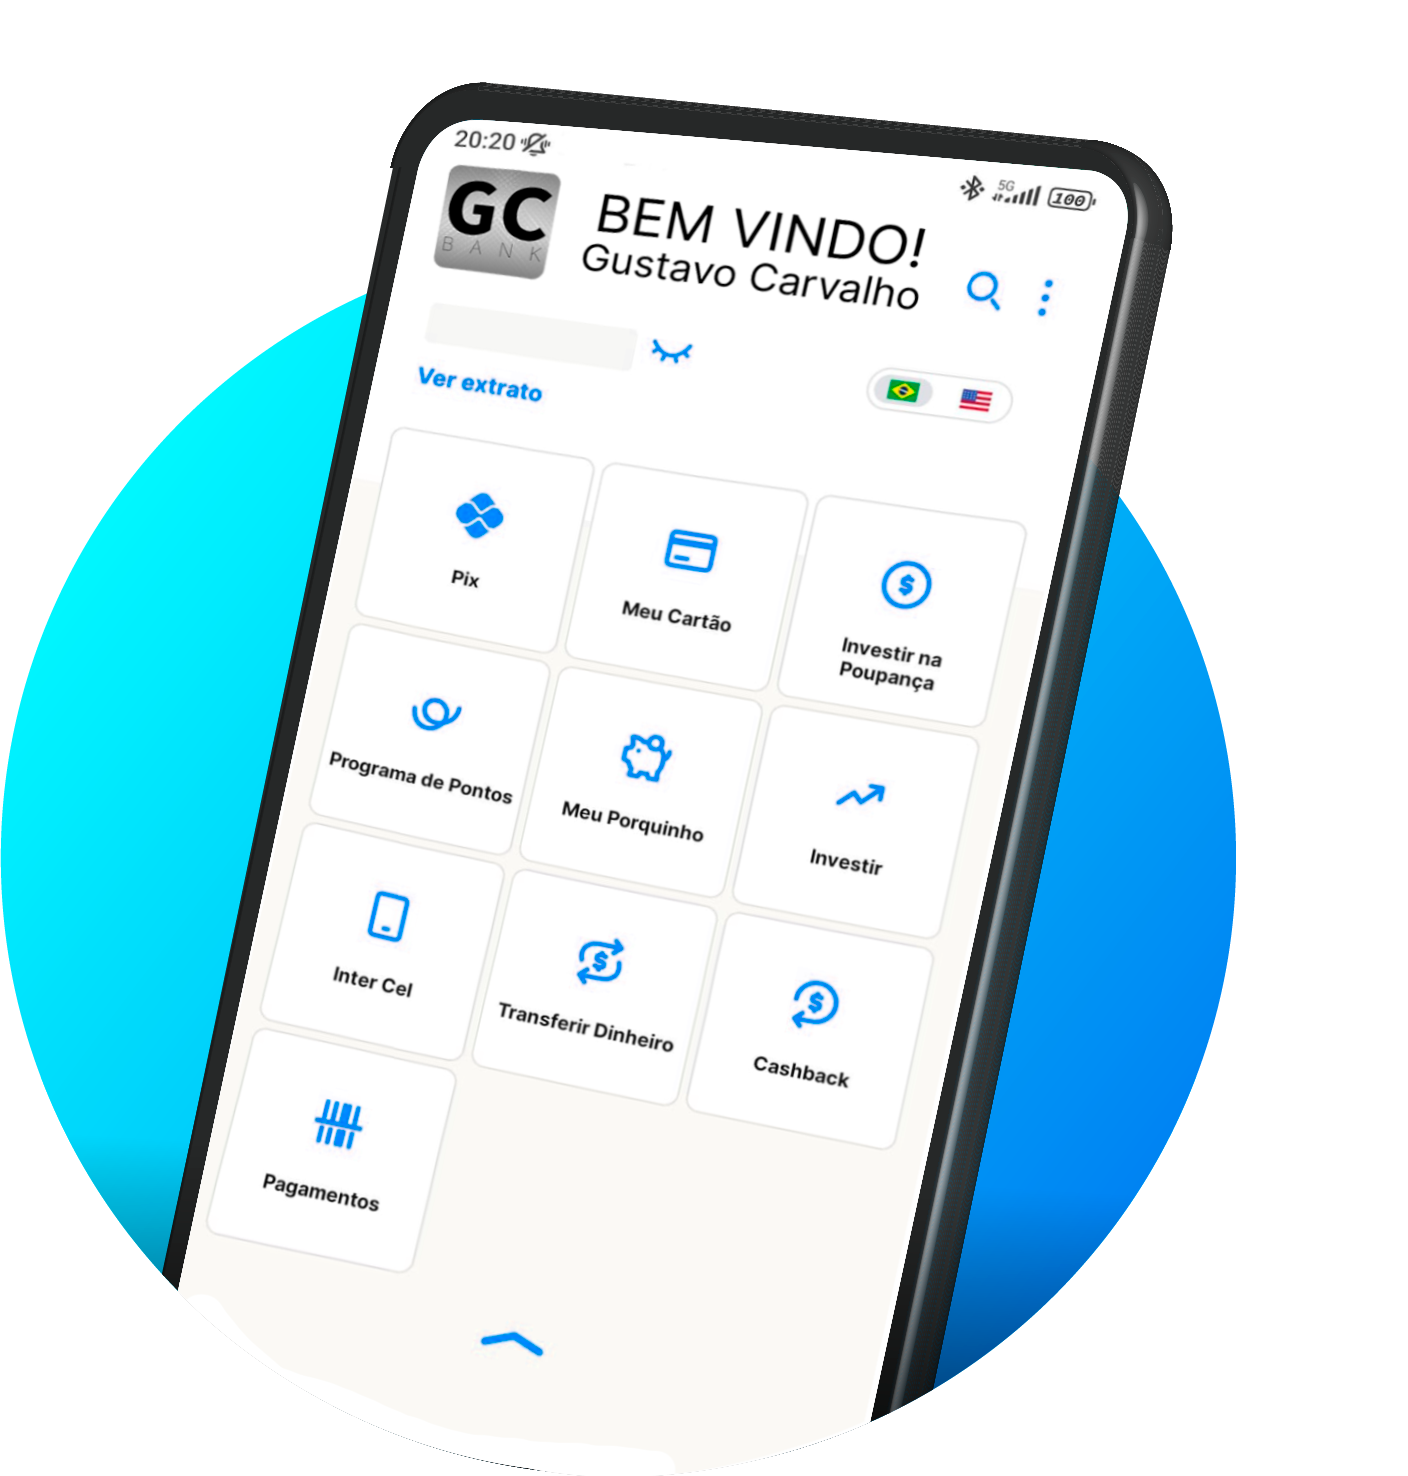 20:20
5G
100
GC
BANK
BEM VINDO!
Gustavo Carvalho
Ver extrato
Pix
Meu Cartão
Investir na
Poupança
Programa de Pontos
Meu Porquinho
Investir
Inter Cel
Transferir Dinheiro
Cashback
Pagamentos